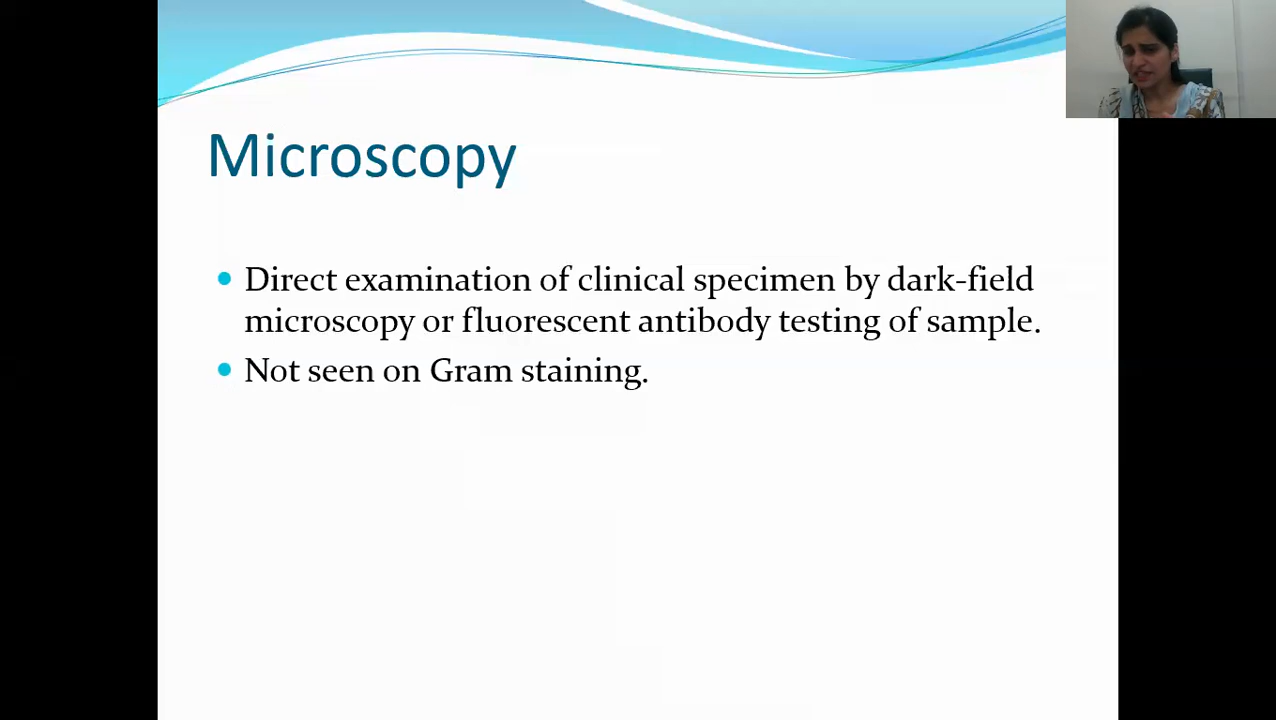 Microscopy
Direct examination of clinical specimen by dark-field
microscopy or fluorescent antibody testing of sample.
Not seen on Gram staining.